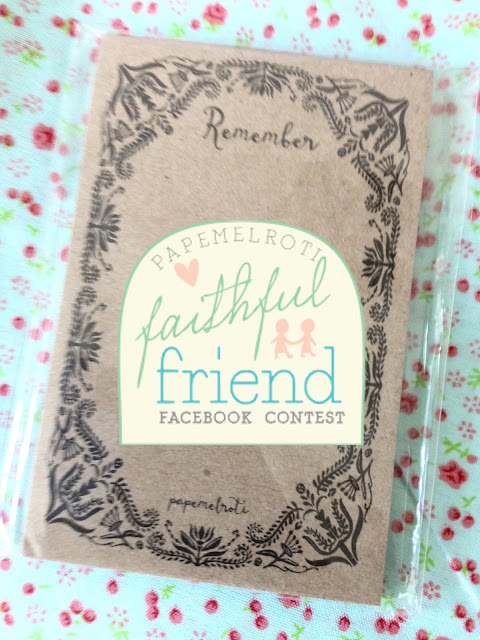 Remember
PAPEMELROTI
faithful
friend
FACEBOOK CONTEST
papemelroti